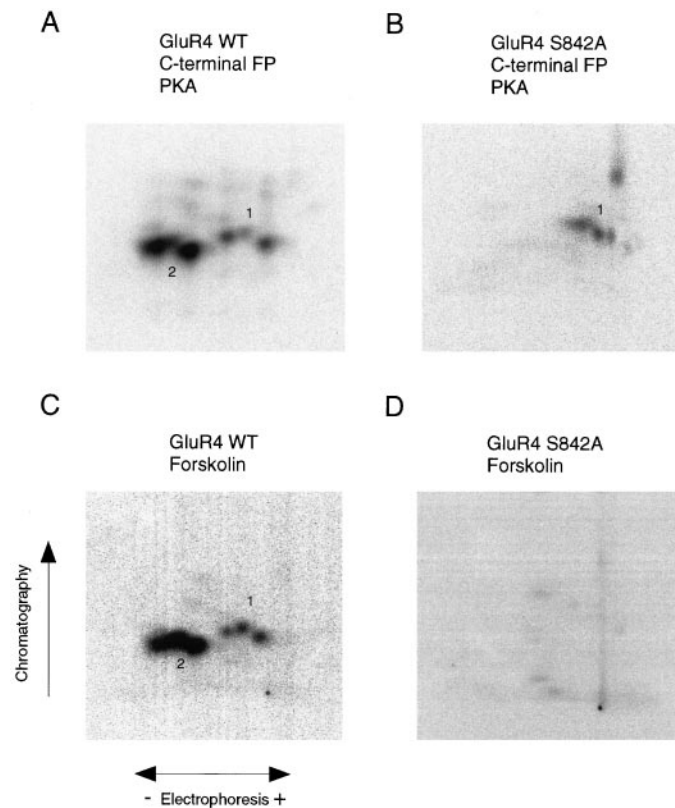 A
GluR4 WT
C-terminal FP
PKA
1
2
B
GluR4 S842A
C-terminal FP
PKA
1
C
GluR4 WT
Forskolin
1
2
Chromatography
- Electrophoresis +
D
GluR4 S842A
Forskolin